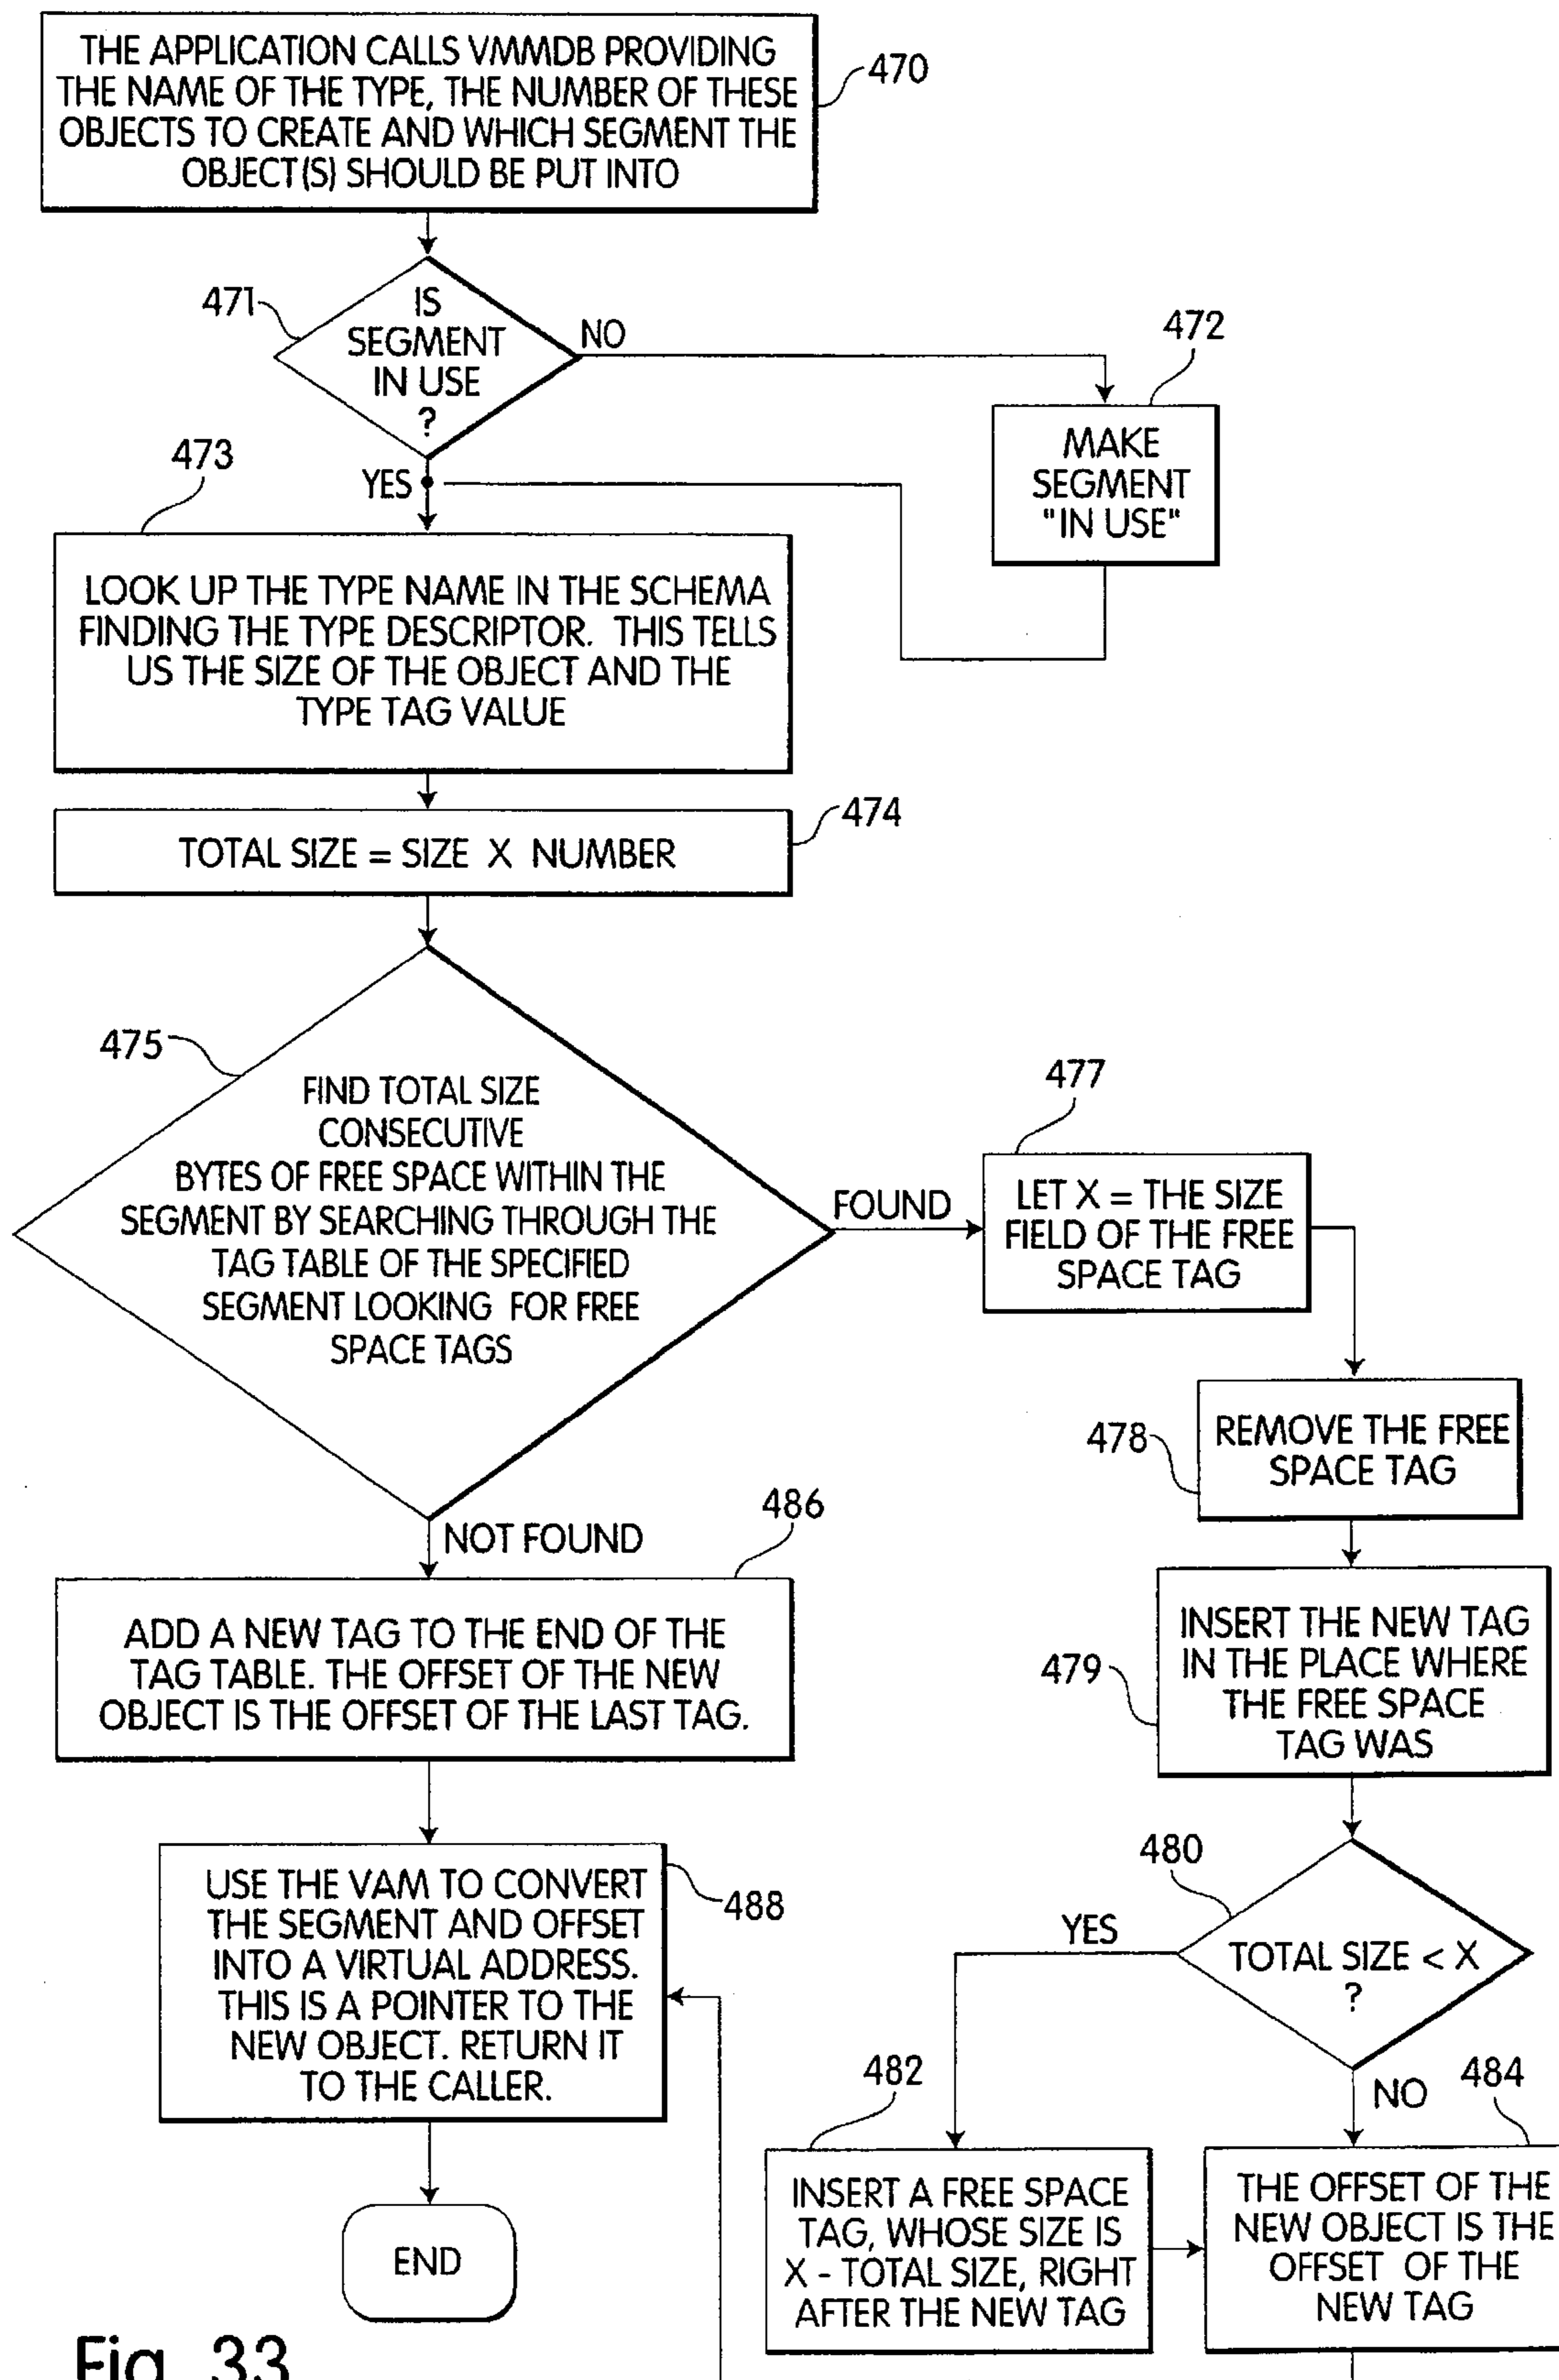 THE APPLICATION CALLS VMMDB PROVIDING
THE NAME OF THE TYPE, THE NUMBER OF THESE
OBJECTS TO CREATE AND WHICH SEGMENT THE
OBJECT(S) SHOULD BE PUT INTO
470
471
IS
SEGMENT
IN USE
?
NO
472
MAKE
SEGMENT
"IN USE"
YES
473
LOOK UP THE TYPE NAME IN THE SCHEMA
FINDING THE TYPE DESCRIPTOR. THIS TELLS
US THE SIZE OF THE OBJECT AND THE
TYPE TAG VALUE
474
TOTAL SIZE = SIZE X NUMBER
475
FIND TOTAL SIZE
CONSECUTIVE
BYTES OF FREE SPACE WITHIN THE
SEGMENT BY SEARCHING THROUGH THE
TAG TABLE OF THE SPECIFIED
SEGMENT LOOKING FOR FREE
SPACE TAGS
FOUND
477
LET X = THE SIZE
FIELD OF THE FREE
SPACE TAG
478
REMOVE THE FREE
SPACE TAG
NOT FOUND
486
ADD A NEW TAG TO THE END OF THE
TAG TABLE. THE OFFSET OF THE NEW
OBJECT IS THE OFFSET OF THE LAST TAG.
479
INSERT THE NEW TAG
IN THE PLACE WHERE
THE FREE SPACE
TAG WAS
488
USE THE VAM TO CONVERT
THE SEGMENT AND OFFSET
INTO A VIRTUAL ADDRESS.
THIS IS A POINTER TO THE
NEW OBJECT. RETURN IT
TO THE CALLER.
480
YES
TOTAL SIZE < X
?
NO
482
INSERT A FREE SPACE
TAG, WHOSE SIZE IS
X - TOTAL SIZE, RIGHT
AFTER THE NEW TAG
484
THE OFFSET OF THE
NEW OBJECT IS THE
OFFSET OF THE
NEW TAG
END
Fig. 33